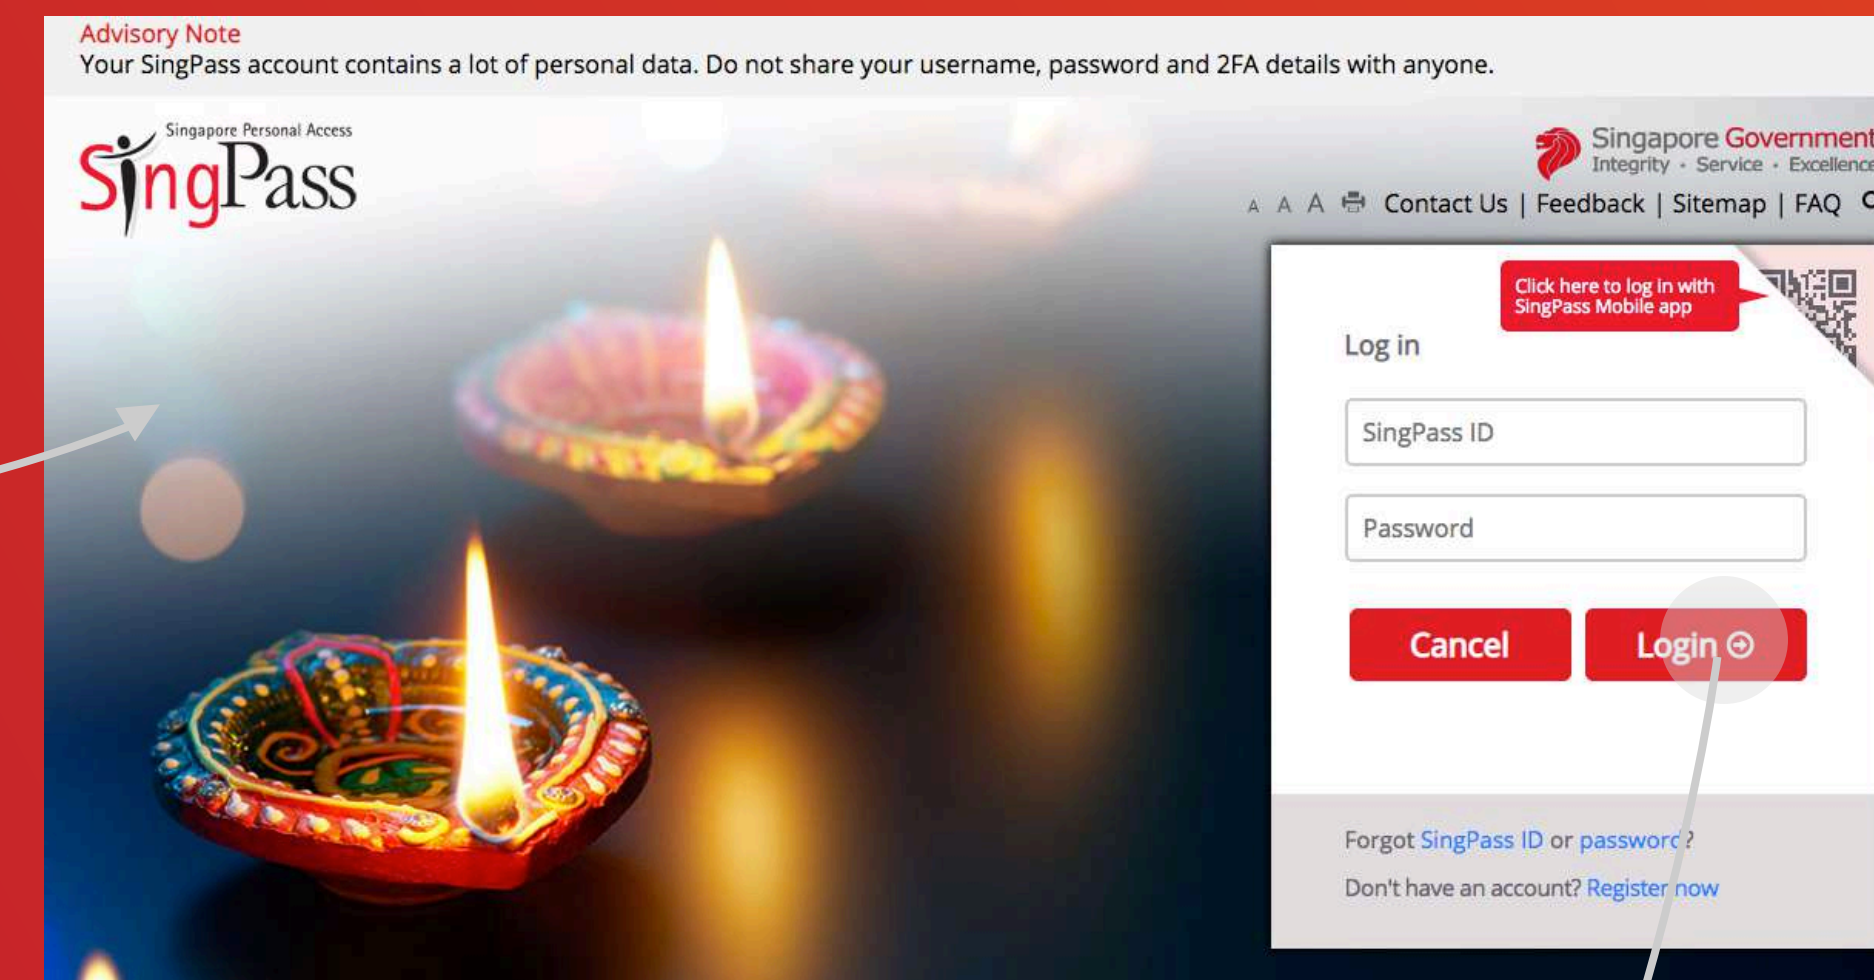 Advisory Note
Your SingPass account contains a lot of personal data. Do not share your username, password and 2FA details with anyone.
Singapore Personal Access
SingPass
Singapore Government
Integrity · Service · Excellence
A A A Contact Us | Feedback | Sitemap | FAQ
Click here to log in with
SingPass Mobile app
Log in
SingPass ID
Password
Cancel
Login
Forgot SingPass ID or password?
Don't have an account? Register now